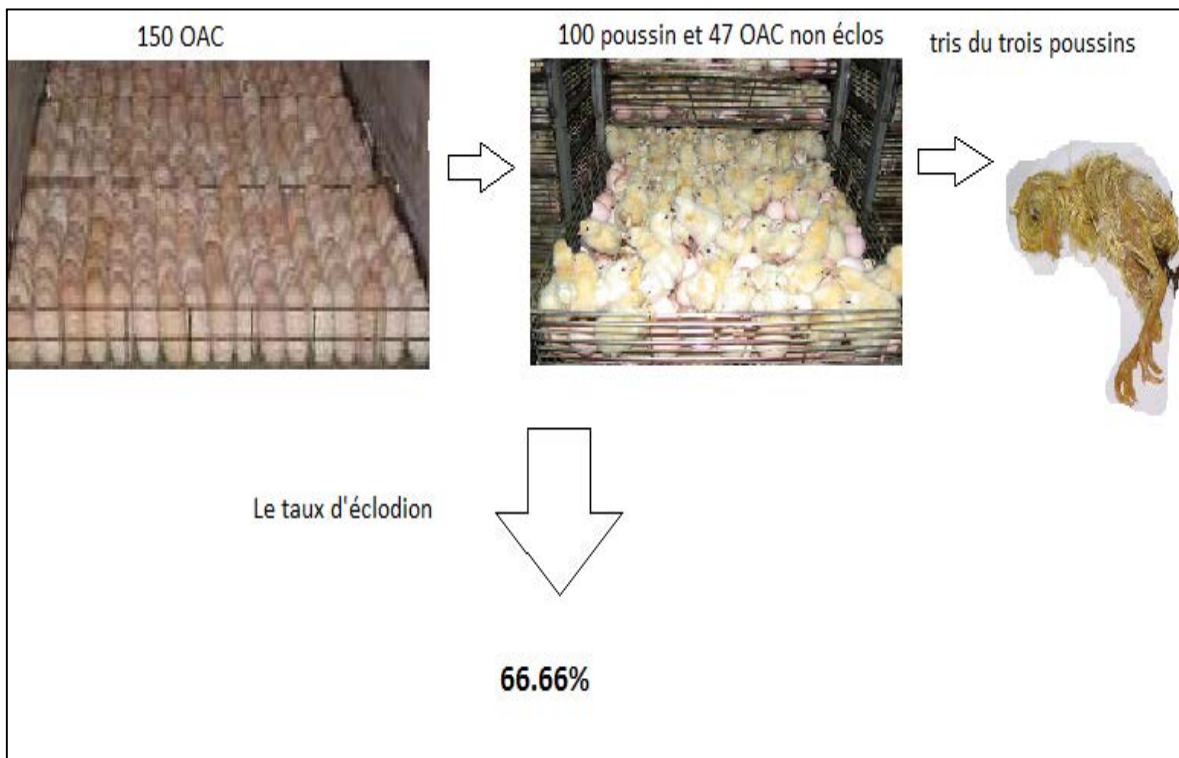 150 OAC
100 poussin et 47 OAC non éclos
tris du trois poussins
Le taux d'éclodion
66.66%